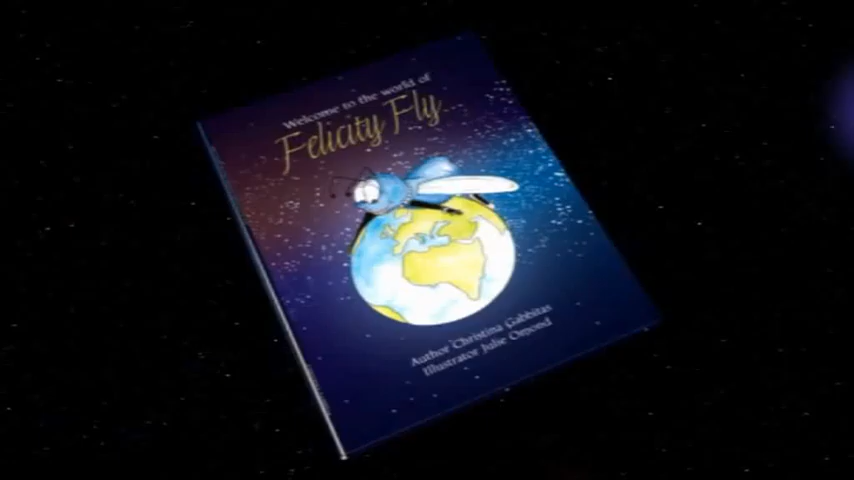 Welcome to the world of
Felicity Fly
Author Christina Gabbitas
Illustrator Julie Ormond